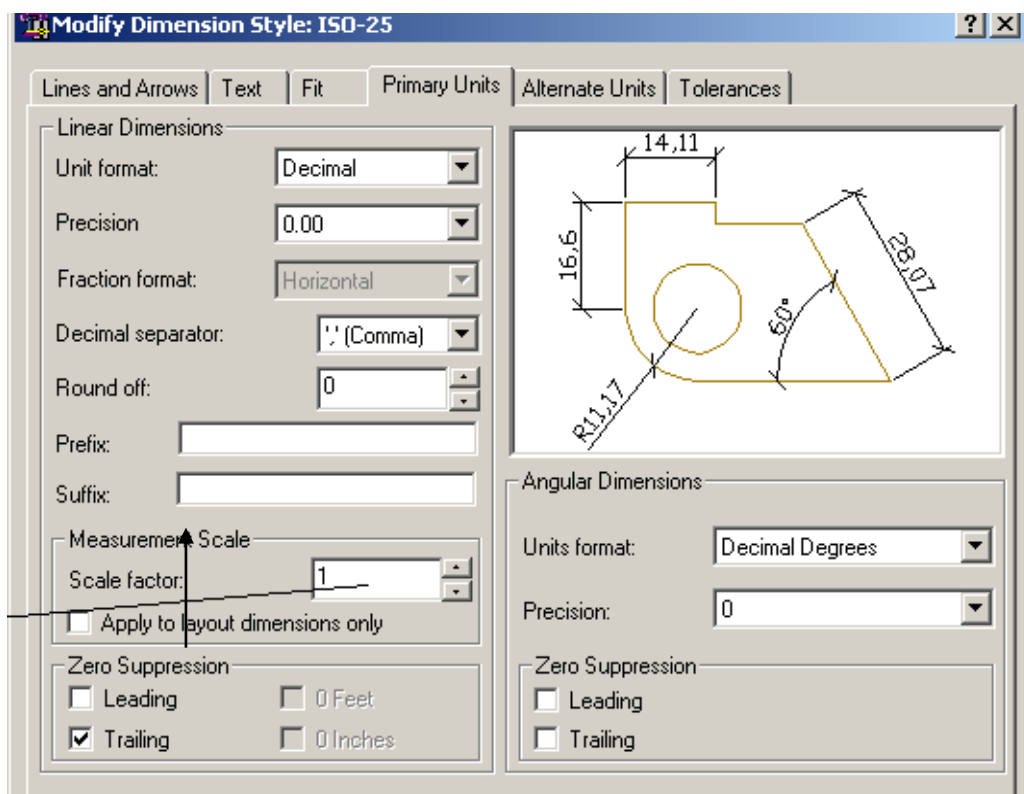 Modify Dimension Style: ISO-25
? X
Lines and Arrows
Text
Fit
Primary Units
Alternate Units
Tolerances
Linear Dimensions
Unit format:
Decimal
Precision
0.00
Fraction format:
Horizontal
Decimal separator:
',' (Comma)
Round off:
0
Prefix:
Suffix:
Measurement Scale
Scale factor:
1
Apply to layout dimensions only
Zero Suppression
Leading
0 Feet
Trailing
0 Inches
14,11
16,6
28,07
60°
R11,17
Angular Dimensions
Units format:
Decimal Degrees
Precision:
0
Zero Suppression
Leading
Trailing